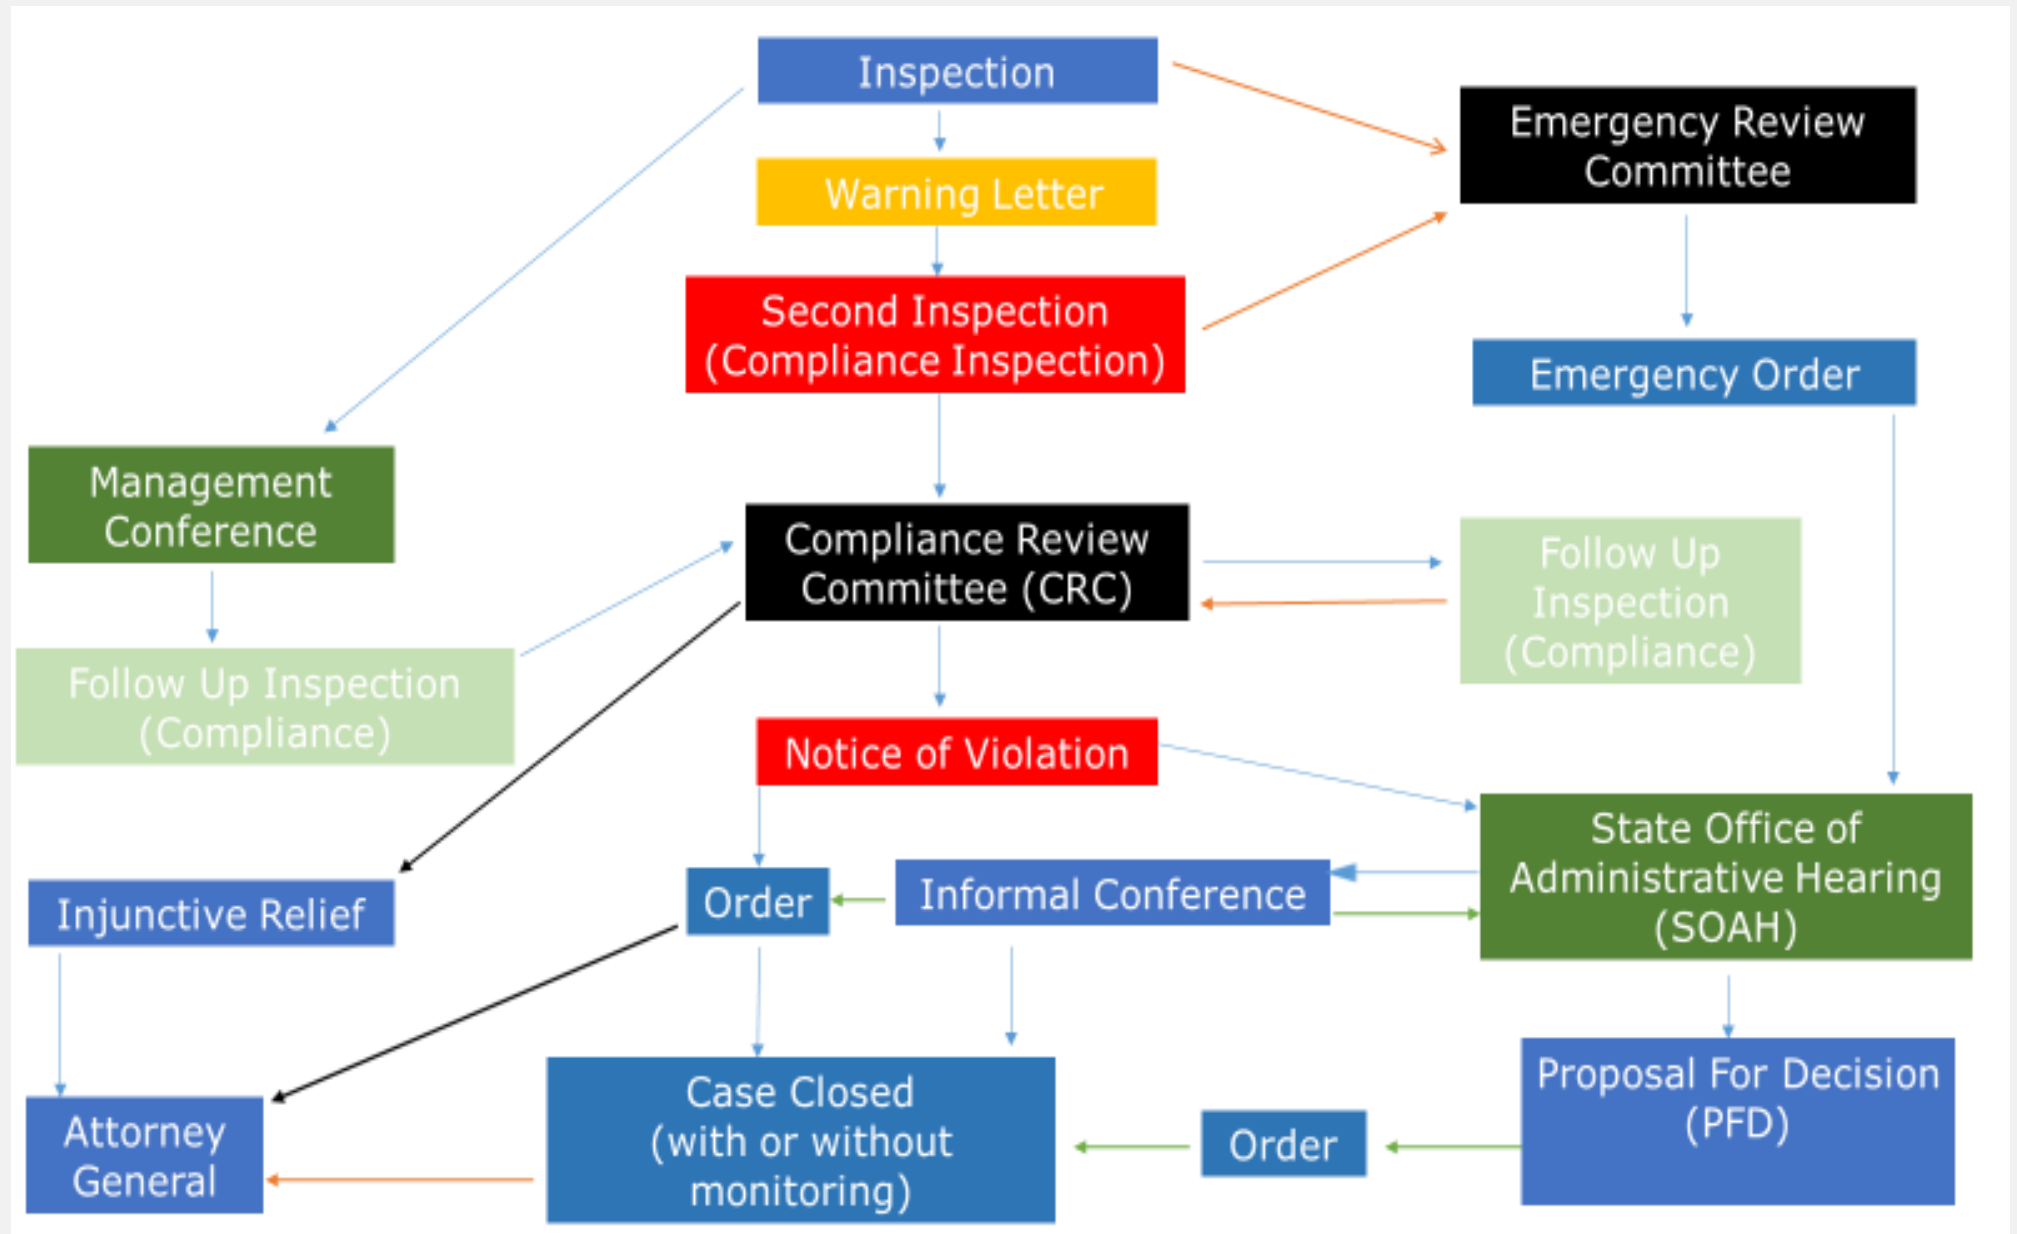 Inspection
Emergency Review
Committee
Warning Letter
Second Inspection
(Compliance Inspection)
Emergency Order
Management
Conference
Compliance Review
Committee (CRC)
Follow Up
Inspection
(Compliance)
Follow Up Inspection
(Compliance)
Notice of Violation
State Office of
Administrative Hearing
(SOAH)
Injunctive Relief
Order
Informal Conference
Attorney
General
Case Closed
(with or without
monitoring)
Order
Proposal For Decision
(PFD)